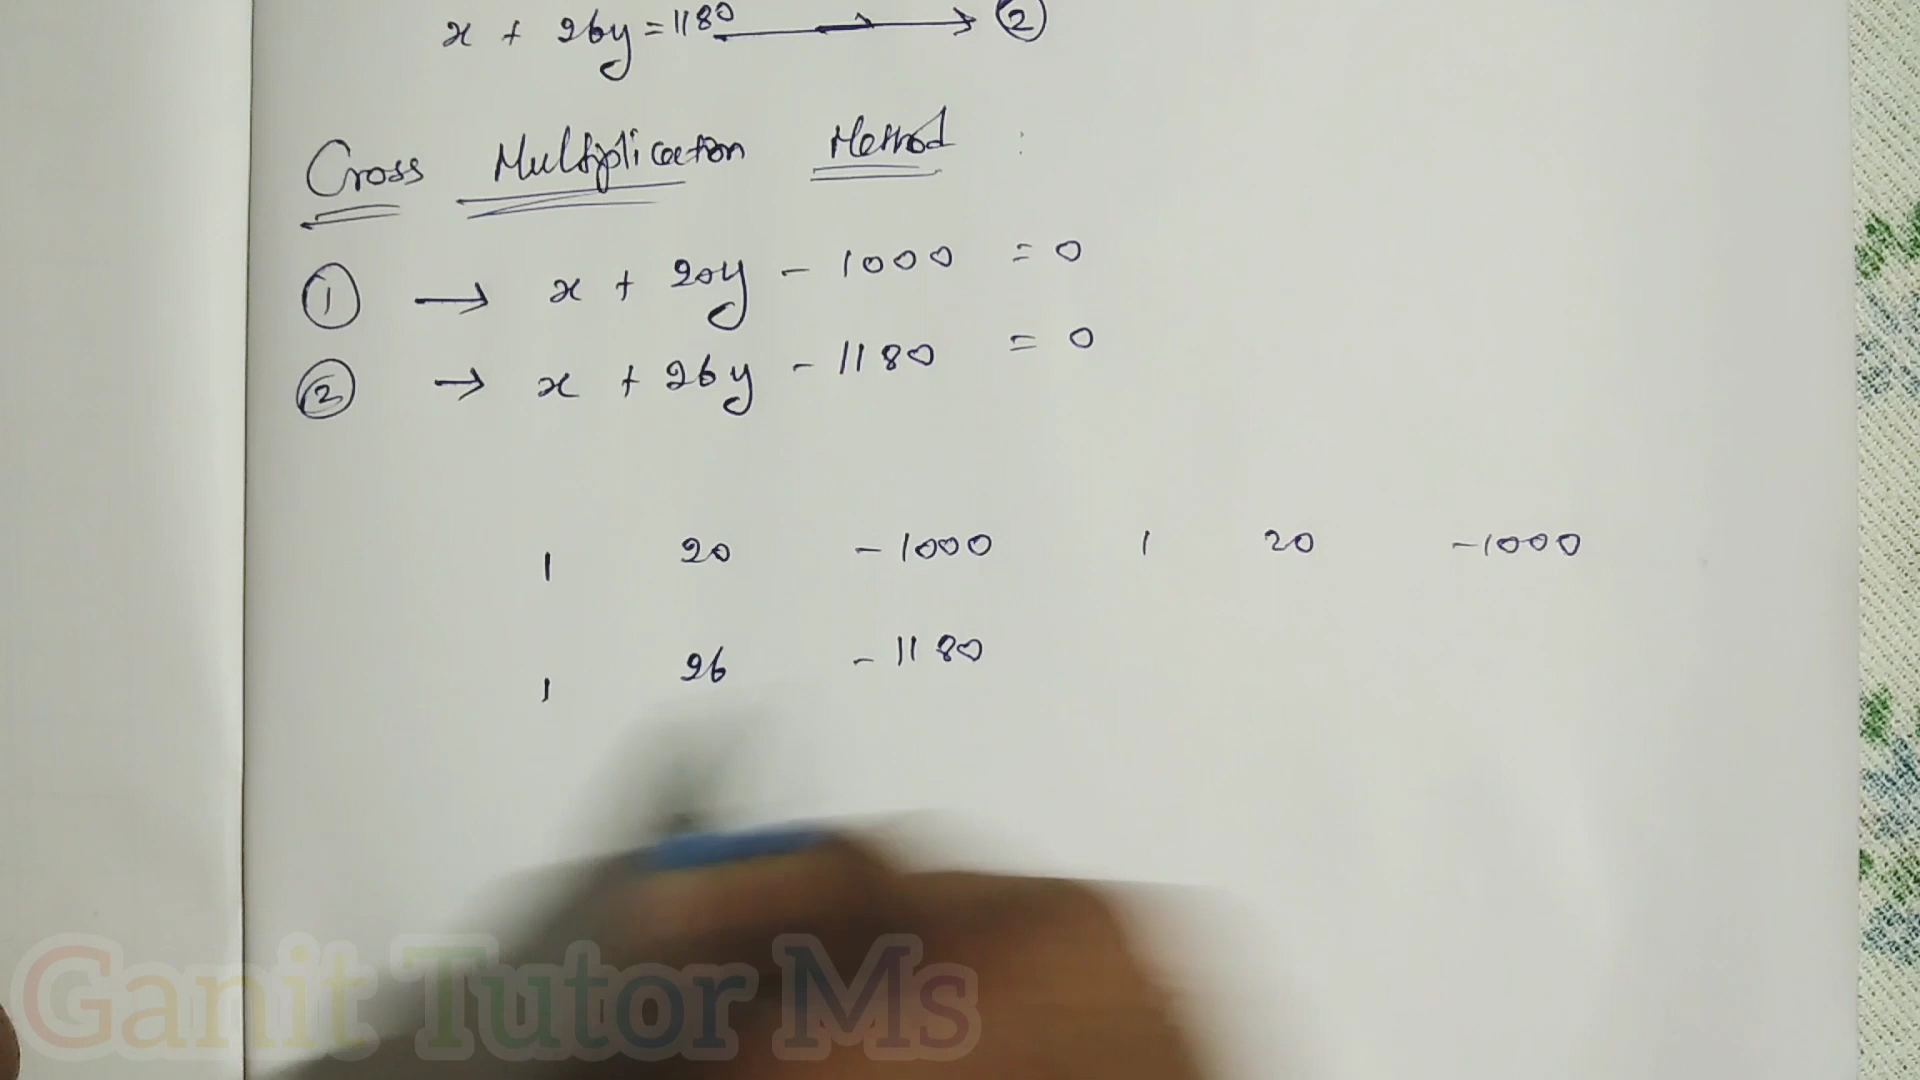 x + 26y = 1180 → ②
Cross Multiplication Method :
① → x + 20y - 1000 = 0
② → x + 26y - 1180 = 0
1 20 - 1000 1 20 -1000
1 26 - 1180
Ganit Tutor Ms